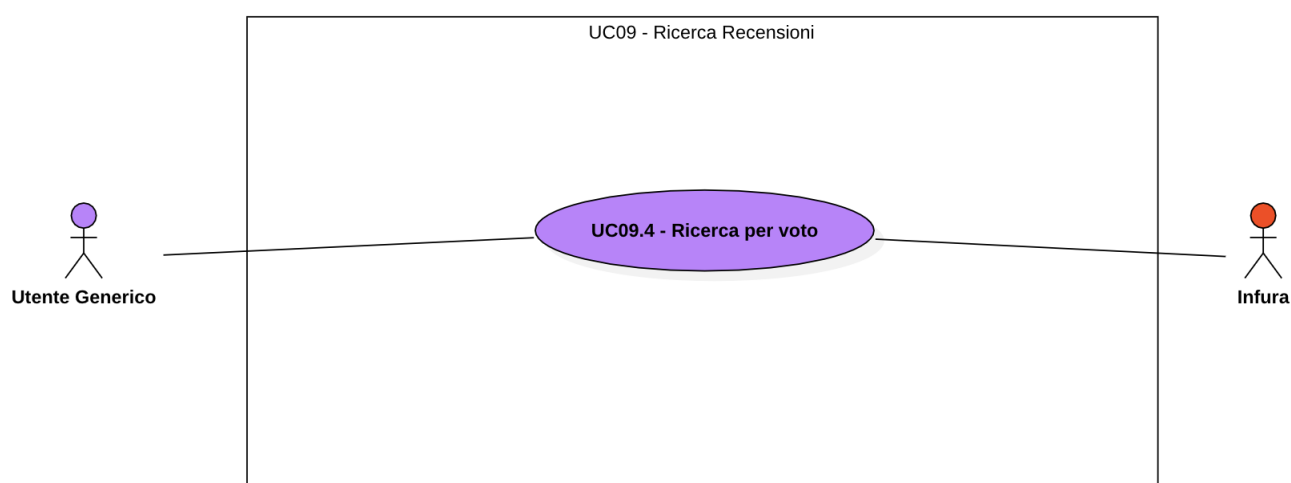 UC09 - Ricerca Recensioni
UC09.4 - Ricerca per voto
Utente Generico
Infura